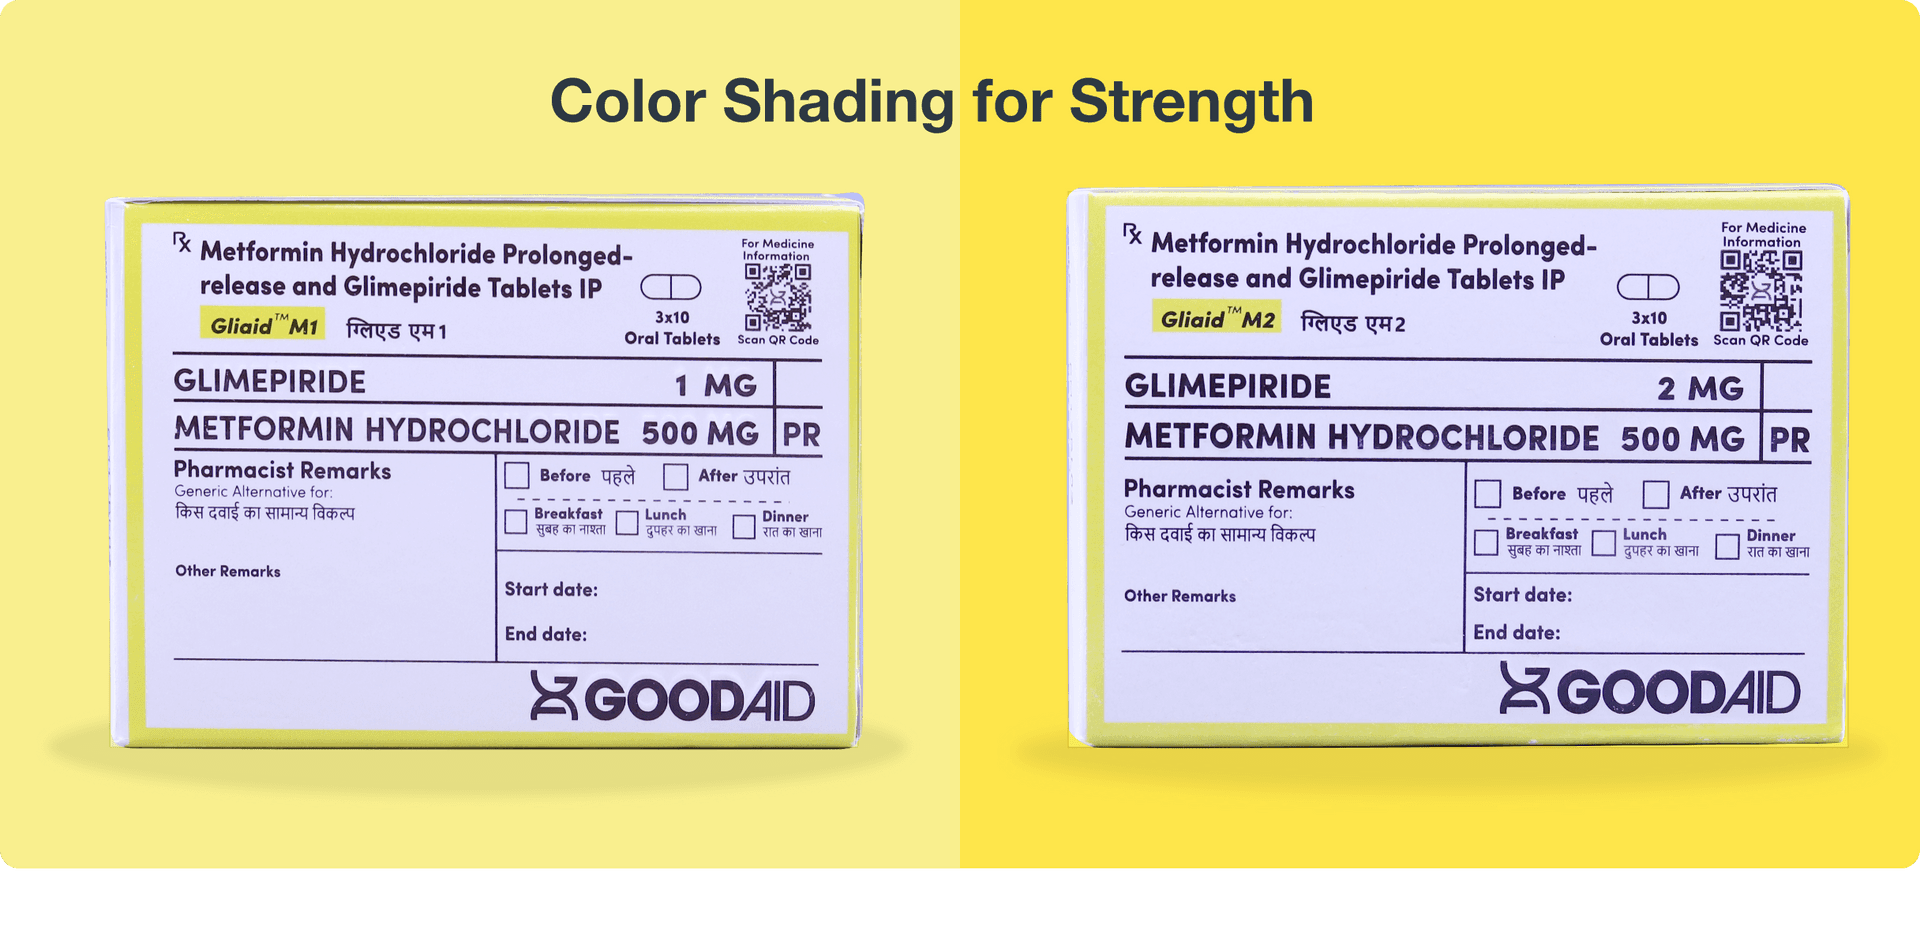 Color Shading for Strength
Rx Metformin Hydrochloride Prolonged-
release and Glimepiride Tablets IP
Gliaid™ M1 ग्लिएड एम 1
3x10
Oral Tablets
For Medicine
Information
Scan QR Code
GLIMEPIRIDE 1 MG
METFORMIN HYDROCHLORIDE 500 MG PR
Pharmacist Remarks
Generic Alternative for:
किस दवाई का सामान्य विकल्प
Other Remarks
Before पहले After उपरांत
Breakfast Lunch Dinner
सुबह का नाश्ता दुपहर का खाना रात का खाना
Start date:
End date:
GOODAID
Rx Metformin Hydrochloride Prolonged-
release and Glimepiride Tablets IP
Gliaid™ M2 ग्लिएड एम 2
3x10
Oral Tablets
For Medicine
Information
Scan QR Code
GLIMEPIRIDE 2 MG
METFORMIN HYDROCHLORIDE 500 MG PR
Pharmacist Remarks
Generic Alternative for:
किस दवाई का सामान्य विकल्प
Other Remarks
Before पहले After उपरांत
Breakfast Lunch Dinner
सुबह का नाश्ता दुपहर का खाना रात का खाना
Start date:
End date:
GOODAID